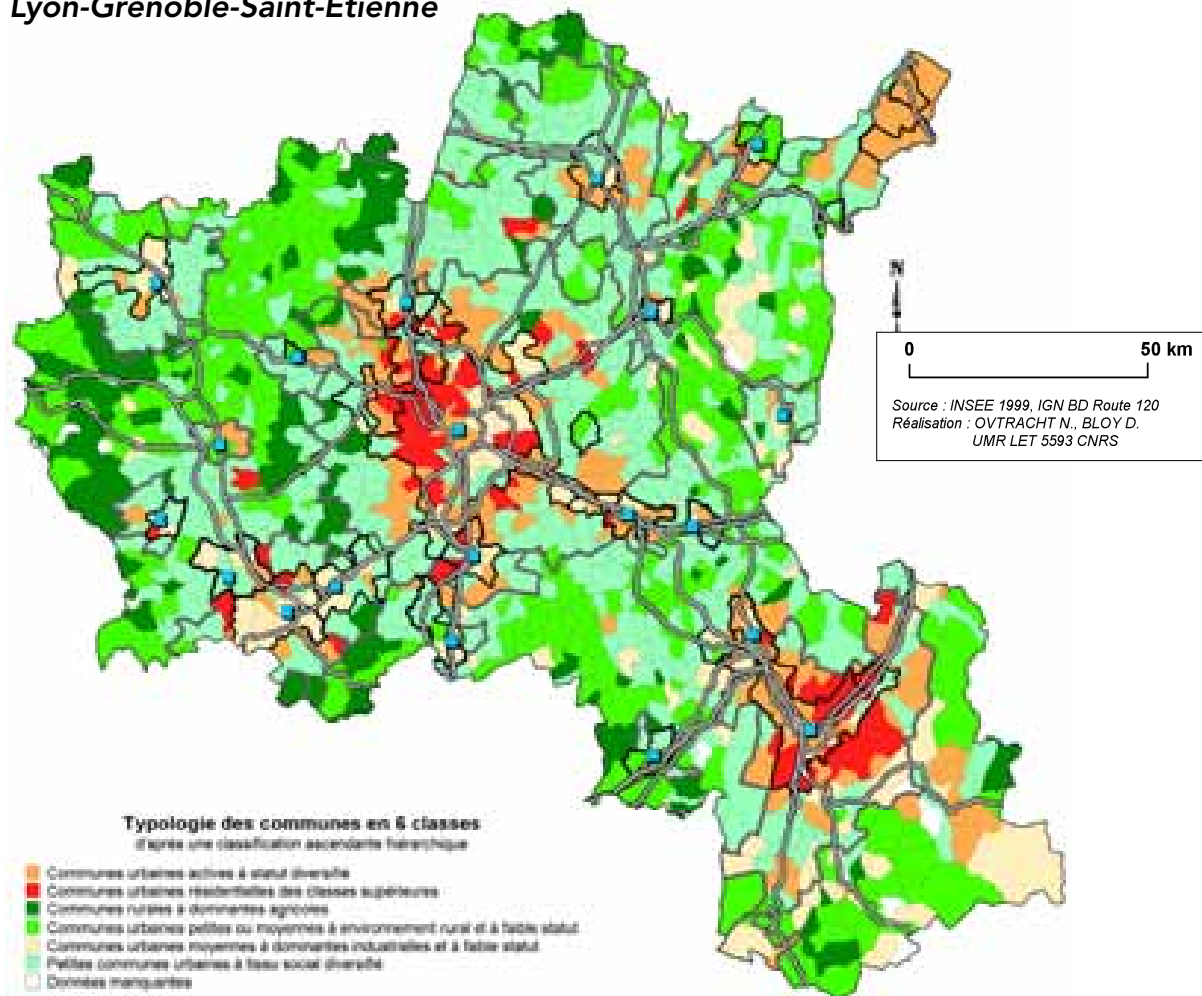 Lyon-Grenoble-Saint-Etienne
N
0 50 km
Source : INSEE 1999, IGN BD Route 120
Réalisation : OVTRACHT N., BLOY D.
UMR LET 5593 CNRS
Typologie des communes en 6 classes
d'après une classification ascendante hiérarchique
Communes urbaines actives à statut diversifié
Communes urbaines résidentielles des classes supérieures
Communes rurales à dominantes agricoles
Communes urbaines petites ou moyennes à environnement rural et à faible statut
Communes urbaines moyennes à dominantes industrielles et à faible statut
Petites communes urbaines à tissu social diversifié
Données manquantes